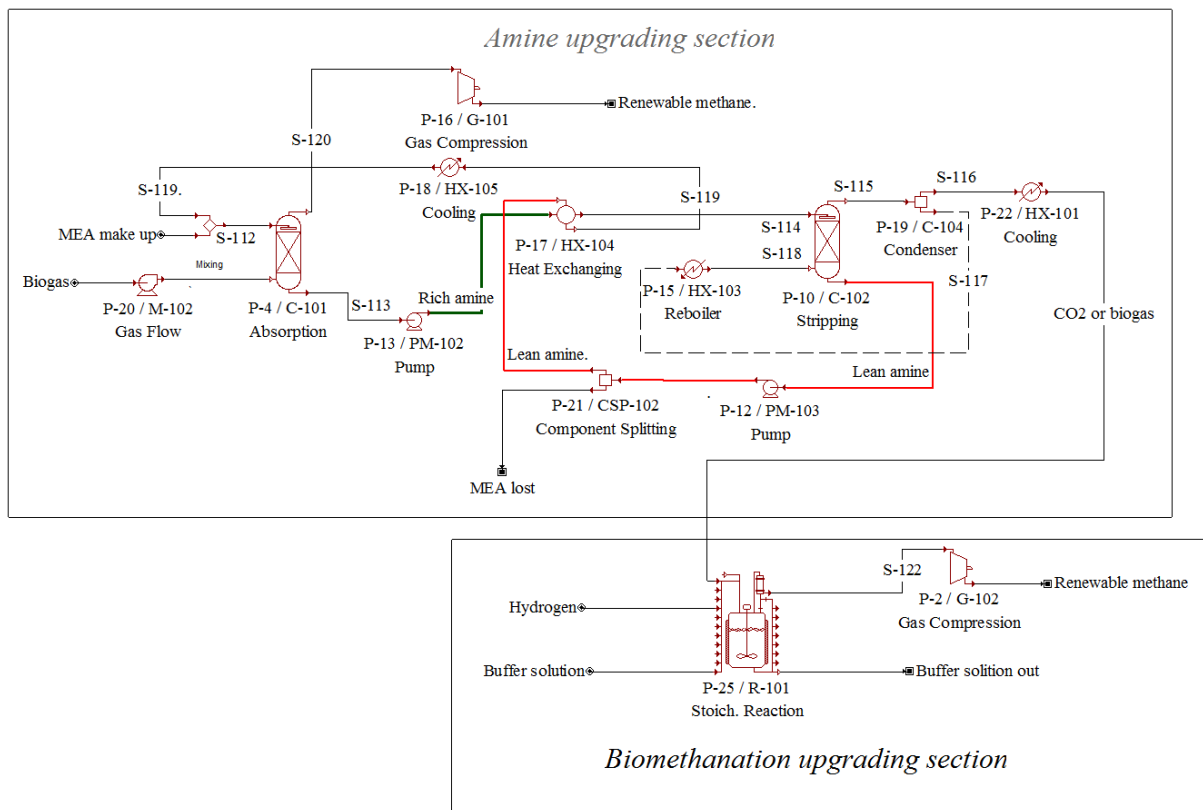 Amine upgrading section
P-16 / G-101
Gas Compression
Renewable methane.
S-120
S-119.
P-18 / HX-105
Cooling
S-119
MEA make up
S-112
Mixing
Biogas
P-20 / M-102
Gas Flow
P-4 / C-101
Absorption
S-113
P-13 / PM-102
Pump
Rich amine
P-17 / HX-104
Heat Exchanging
S-114
S-118
S-115
S-116
P-19 / C-104
Condenser
P-22 / HX-101
Cooling
S-117
P-15 / HX-103
Reboiler
P-10 / C-102
Stripping
CO2 or biogas
Lean amine.
Lean amine
P-21 / CSP-102
Component Splitting
P-12 / PM-103
Pump
MEA lost
S-122
P-2 / G-102
Gas Compression
Renewable methane
Hydrogen
Buffer solution
Buffer solition out
P-25 / R-101
Stoich. Reaction
Biomethanation upgrading section